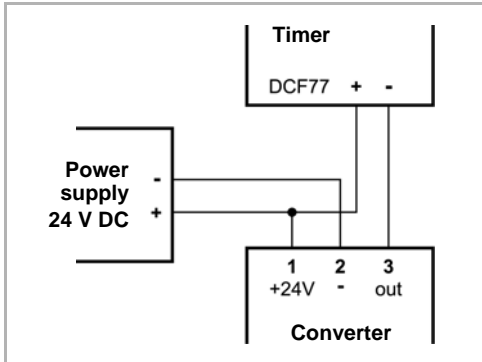 Timer
DCF77 + -
Power
supply
24 V DC
-
+
1 2 3
+24V - out
Converter